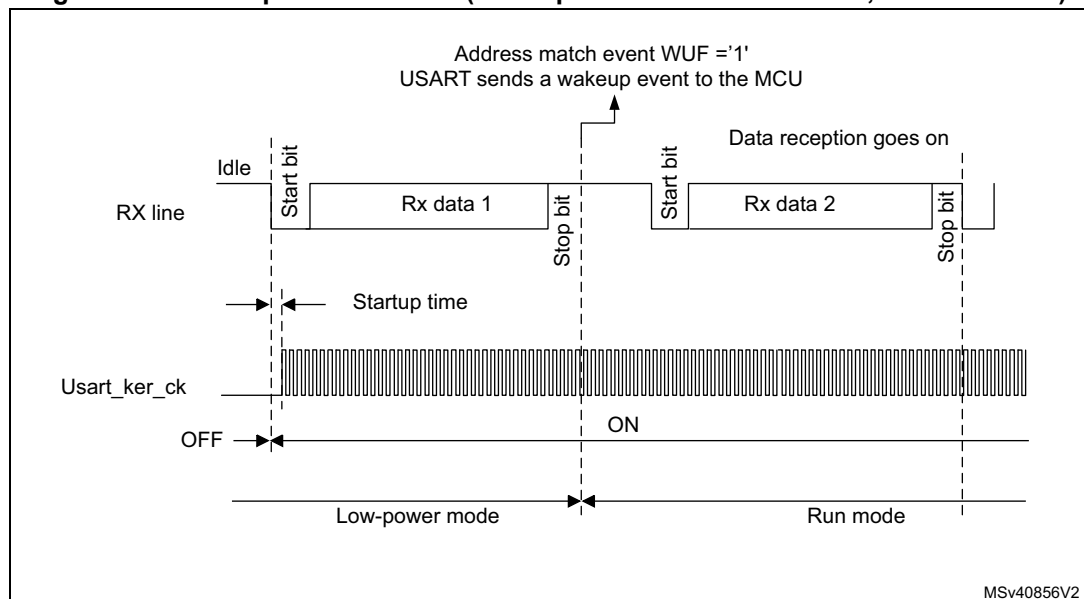 Address match event WUF ='1'
USART sends a wakeup event to the MCU
Data reception goes on
Idle
Start bit
Start bit
RX line
Rx data 1
Rx data 2
Stop bit
Stop bit
Startup time
Usart_ker_ck
OFF
ON
Low-power mode
Run mode
MSv40856V2